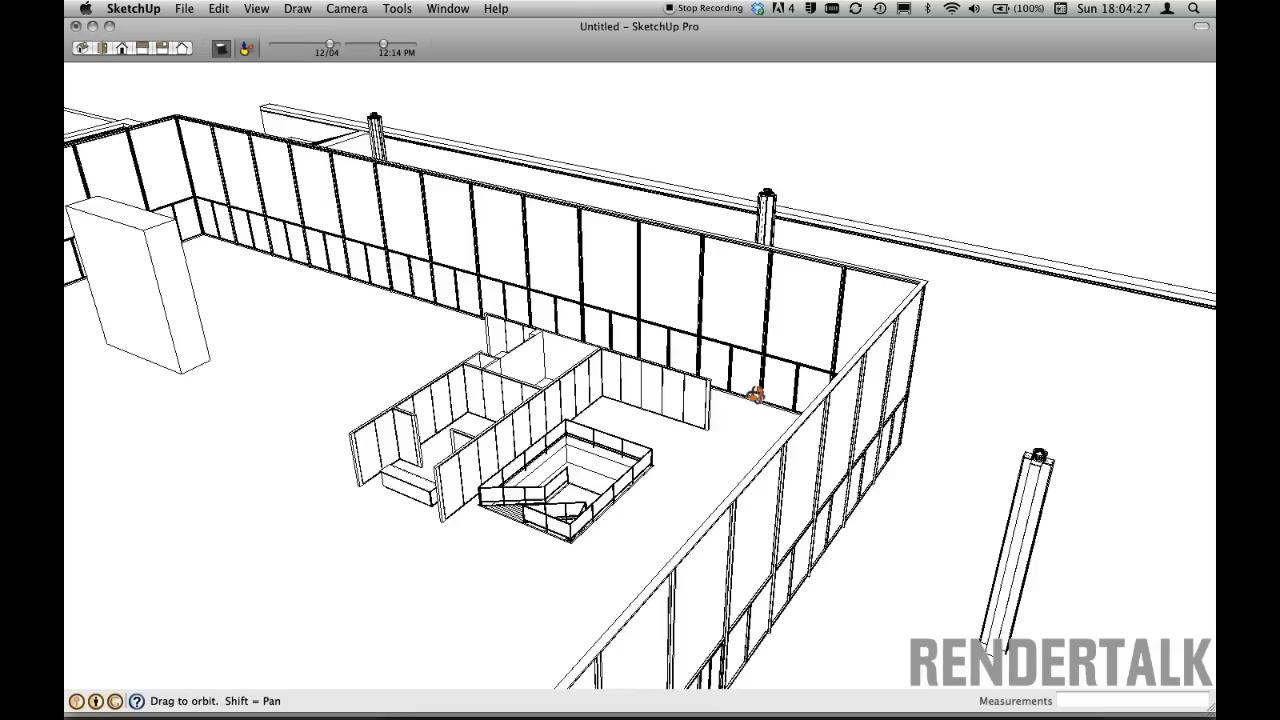 SketchUp File Edit View Draw Camera Tools Window Help Stop Recording 4 (100%) Sun 18:04:27
Untitled – SketchUp Pro
12/04 12:14 PM
RENDERTALK
Drag to orbit. Shift = Pan Measurements